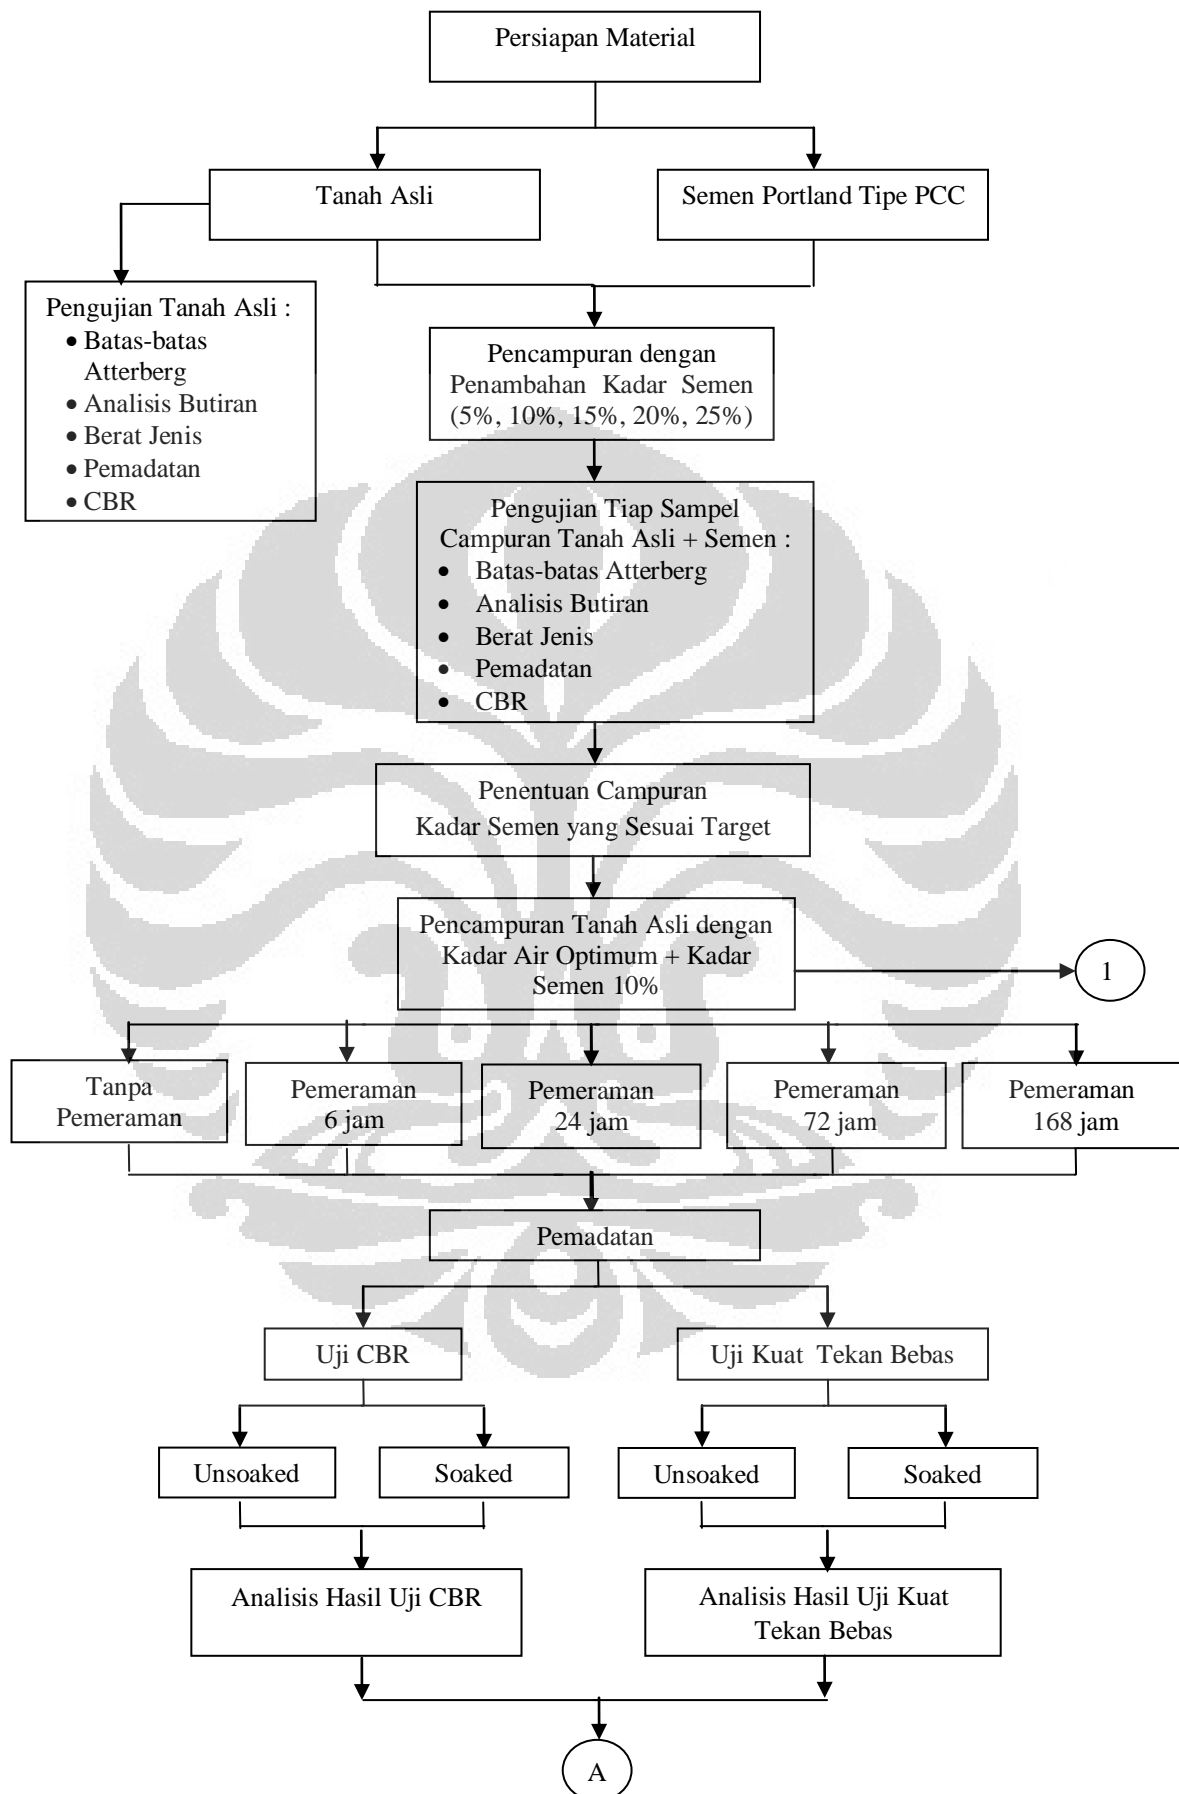 Persiapan Material
Tanah Asli
Semen Portland Tipe PCC
Pengujian Tanah Asli :
• Batas-batas
Atterberg
• Analisis Butiran
• Berat Jenis
• Pemadatan
• CBR
Pencampuran dengan
Penambahan Kadar Semen
(5%, 10%, 15%, 20%, 25%)
Pengujian Tiap Sampel
Campuran Tanah Asli + Semen :
• Batas-batas Atterberg
• Analisis Butiran
• Berat Jenis
• Pemadatan
• CBR
Penentuan Campuran
Kadar Semen yang Sesuai Target
Pencampuran Tanah Asli dengan
Kadar Air Optimum + Kadar
Semen 10%
1
Tanpa
Pemeraman
Pemeraman
6 jam
Pemeraman
24 jam
Pemeraman
72 jam
Pemeraman
168 jam
Pemadatan
Uji CBR
Uji Kuat Tekan Bebas
Unsoaked
Soaked
Unsoaked
Soaked
Analisis Hasil Uji CBR
Analisis Hasil Uji Kuat
Tekan Bebas
A